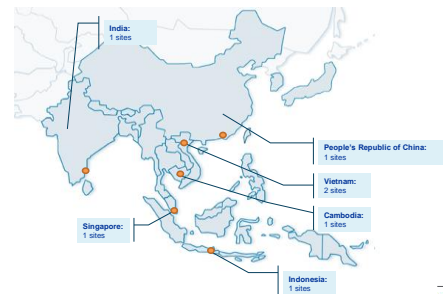 India:
1 sites
People's Republic of China:
1 sites
Vietnam:
2 sites
Cambodia:
1 sites
Singapore:
1 sites
Indonesia:
1 sites